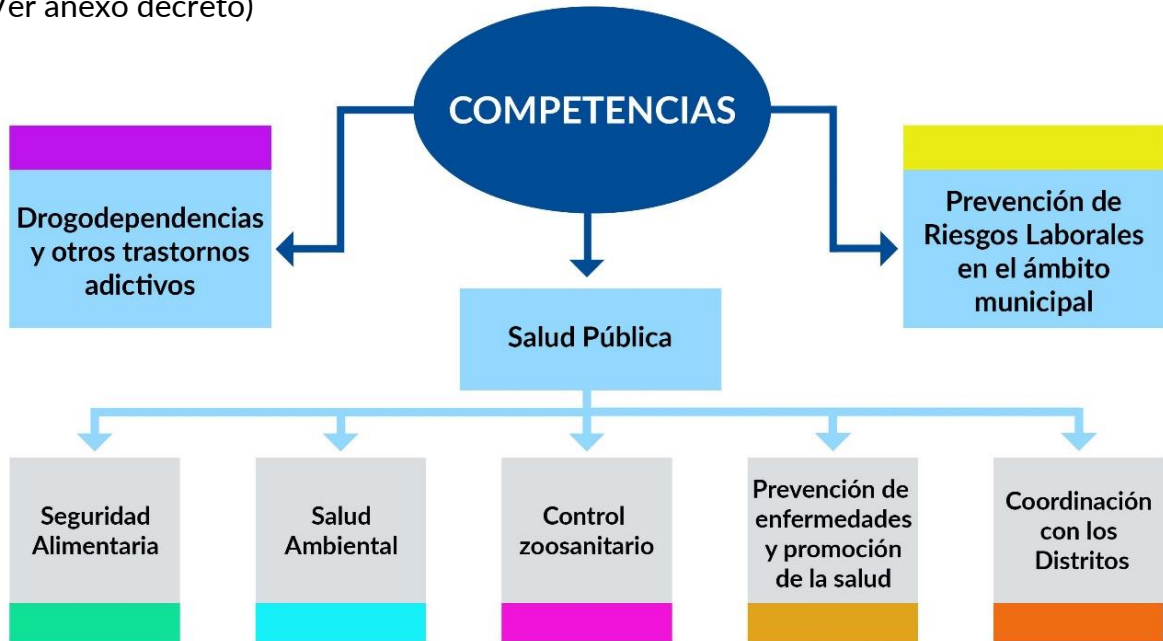 Ver anexo decreto)
COMPETENCIAS
Drogodependencias
y otros trastornos
adictivos
Prevención de
Riesgos Laborales
en el ámbito
municipal
Salud Pública
Seguridad
Alimentaria
Salud
Ambiental
Control
zoosanitario
Prevención de
enfermedades
y promoción
de la salud
Coordinación
con los
Distritos